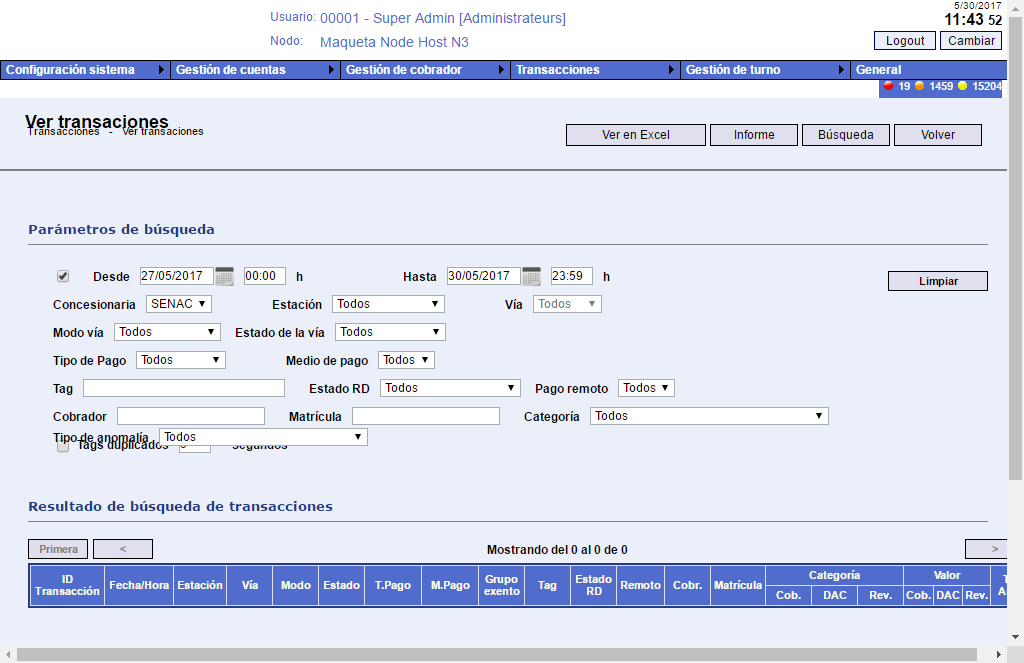 5/30/2017
Usuario: 00001 - Super Admin [Administrateurs]
11:43 52
Nodo: Maqueta Node Host N3
Logout Cambiar
Configuración sistema Gestión de cuentas Gestión de cobrador Transacciones Gestión de turno General
19 1459 15204
Ver transaciones
Transacciones - Ver transaciones
Ver en Excel Informe Búsqueda Volver
Parámetros de búsqueda
Desde 27/05/2017 00:00 h Hasta 30/05/2017 23:59 h
Limpiar
Concesionaria SENAC Estación Todos Vía Todos
Modo vía Todos Estado de la vía Todos
Tipo de Pago Todos Medio de pago Todos
Tag Estado RD Todos Pago remoto Todos
Cobrador Matrícula Categoría Todos
Tipo de anomalía Todos
Tags duplicados segundos
Resultado de búsqueda de transacciones
Primera < Mostrando del 0 al 0 de 0 >
ID Transacción Fecha/Hora Estación Vía Modo Estado T.Pago M.Pago Grupo exento Tag Estado RD Remoto Cobr. Matrícula Categoría Valor
Cob. DAC Rev. Cob. DAC Rev.